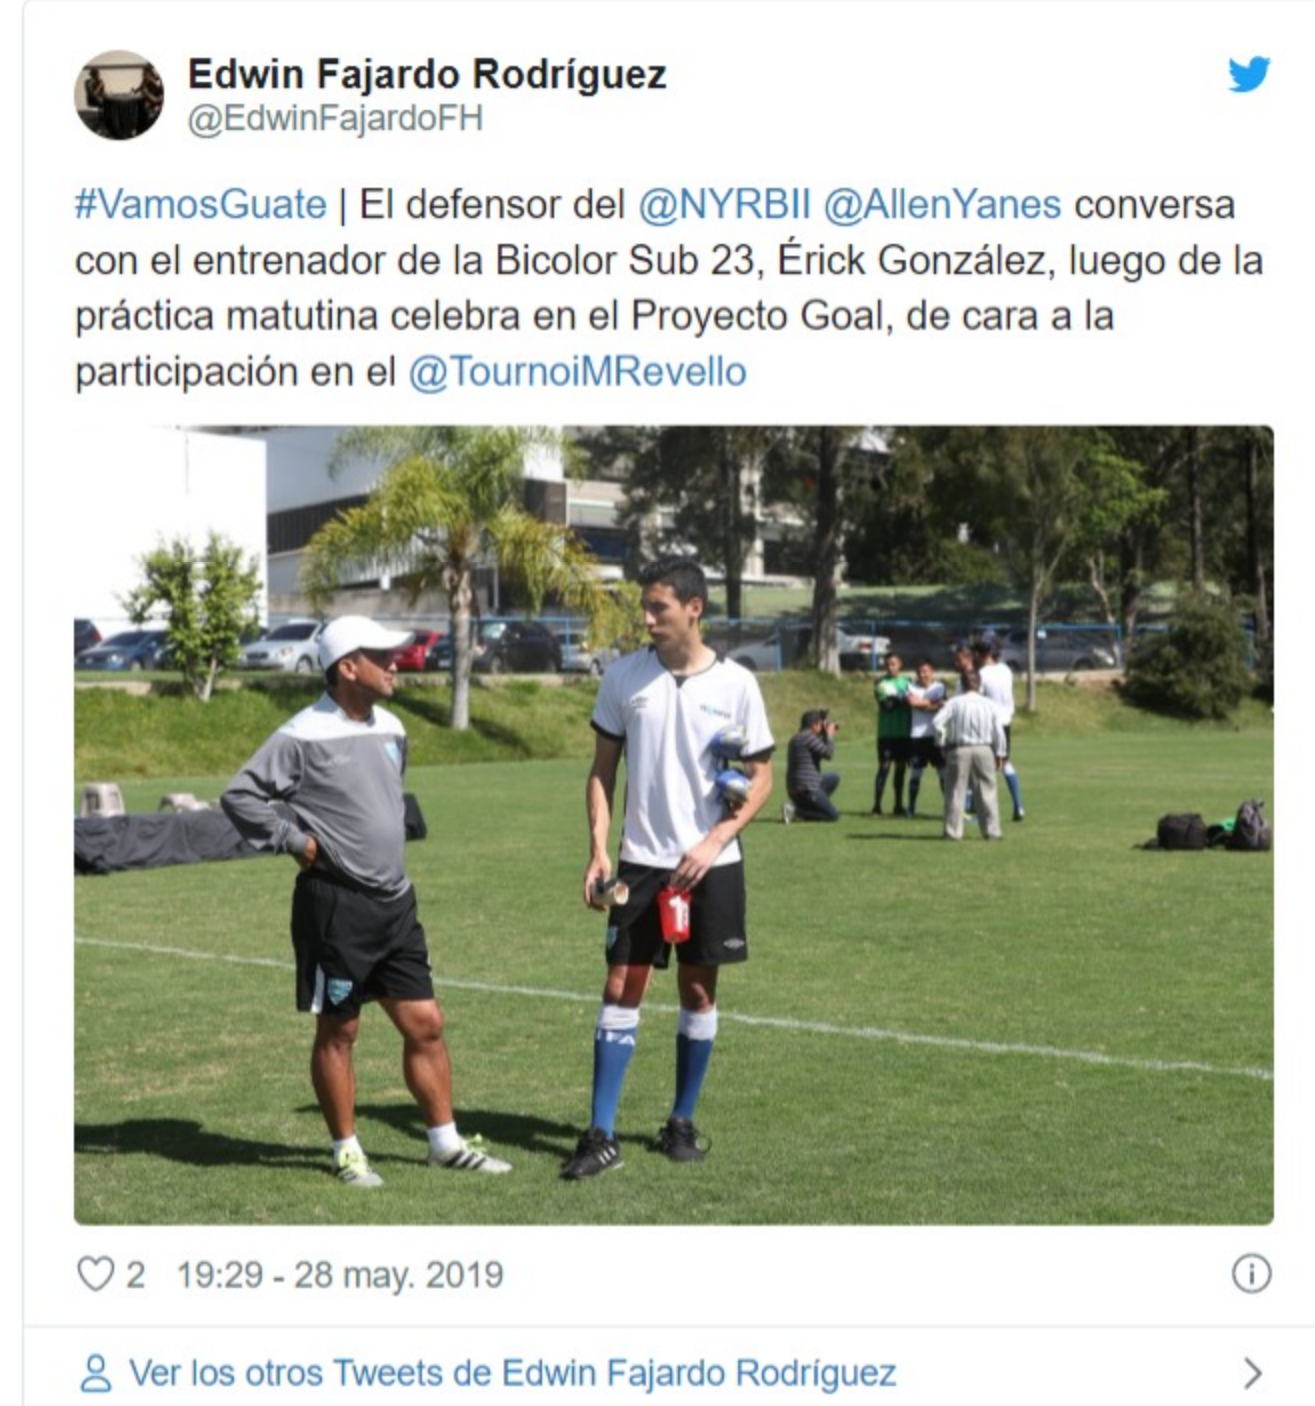 Edwin Fajardo Rodríguez
@EdwinFajardoFH
#VamosGuate | El defensor del @NYRBII @AllenYanes conversa
con el entrenador de la Bicolor Sub 23, Érick González, luego de la
práctica matutina celebra en el Proyecto Goal, de cara a la
participación en el @TournoiMRevello
IFA
2 19:29 - 28 may. 2019
Ver los otros Tweets de Edwin Fajardo Rodríguez